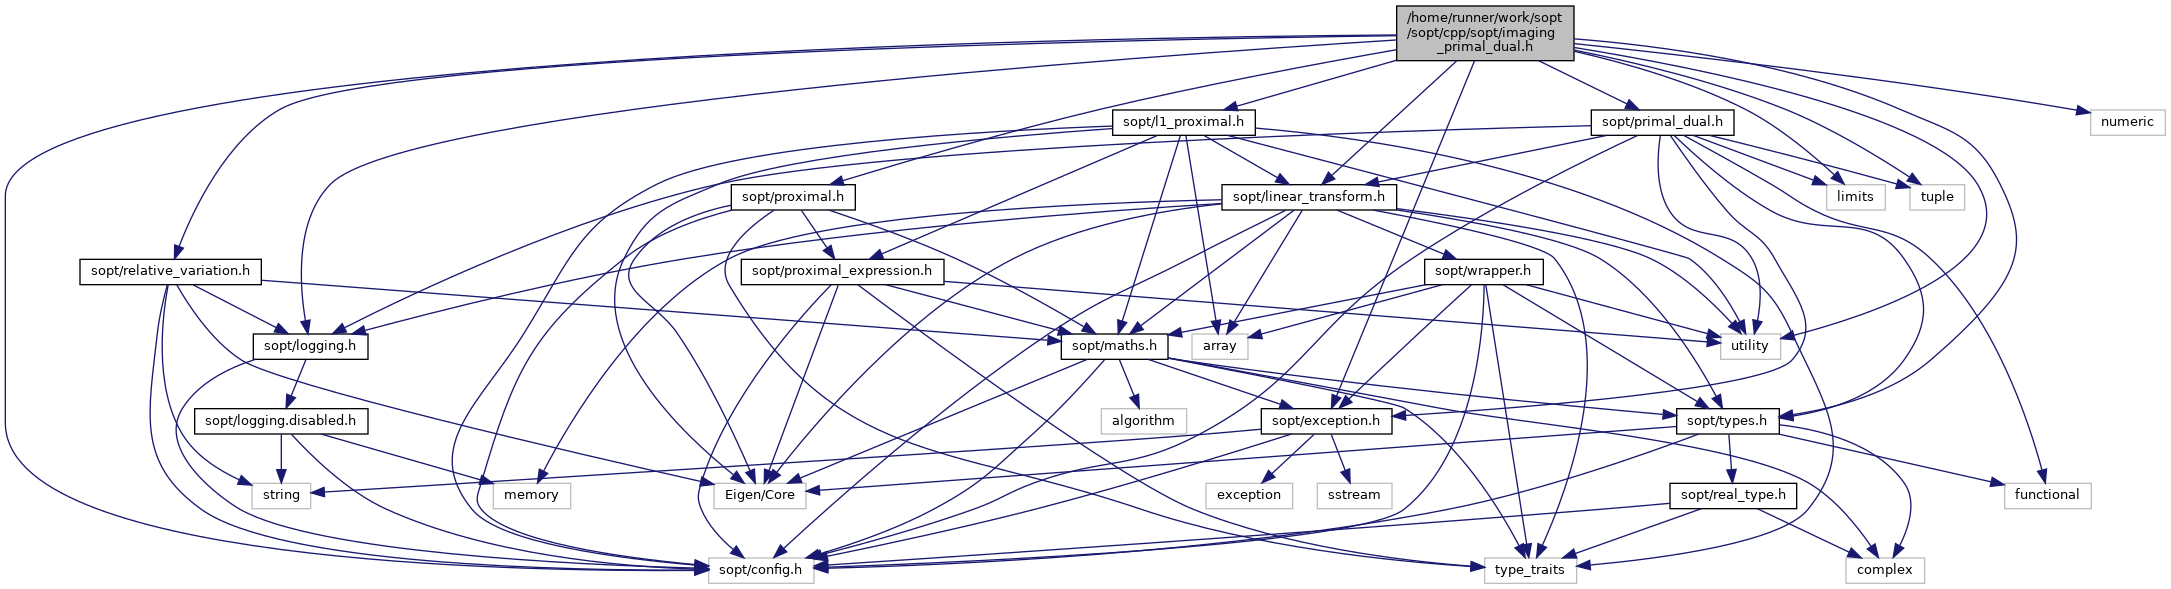 /home/runner/work/sopt
/sopt/cpp/sopt/imaging
_primal_dual.h
sopt/l1_proximal.h
sopt/primal_dual.h
numeric
sopt/proximal.h
sopt/linear_transform.h
limits
tuple
sopt/relative_variation.h
sopt/proximal_expression.h
sopt/wrapper.h
sopt/logging.h
sopt/maths.h
array
utility
sopt/logging.disabled.h
algorithm
sopt/exception.h
sopt/types.h
string
memory
Eigen/Core
exception
sstream
sopt/real_type.h
functional
sopt/config.h
type_traits
complex